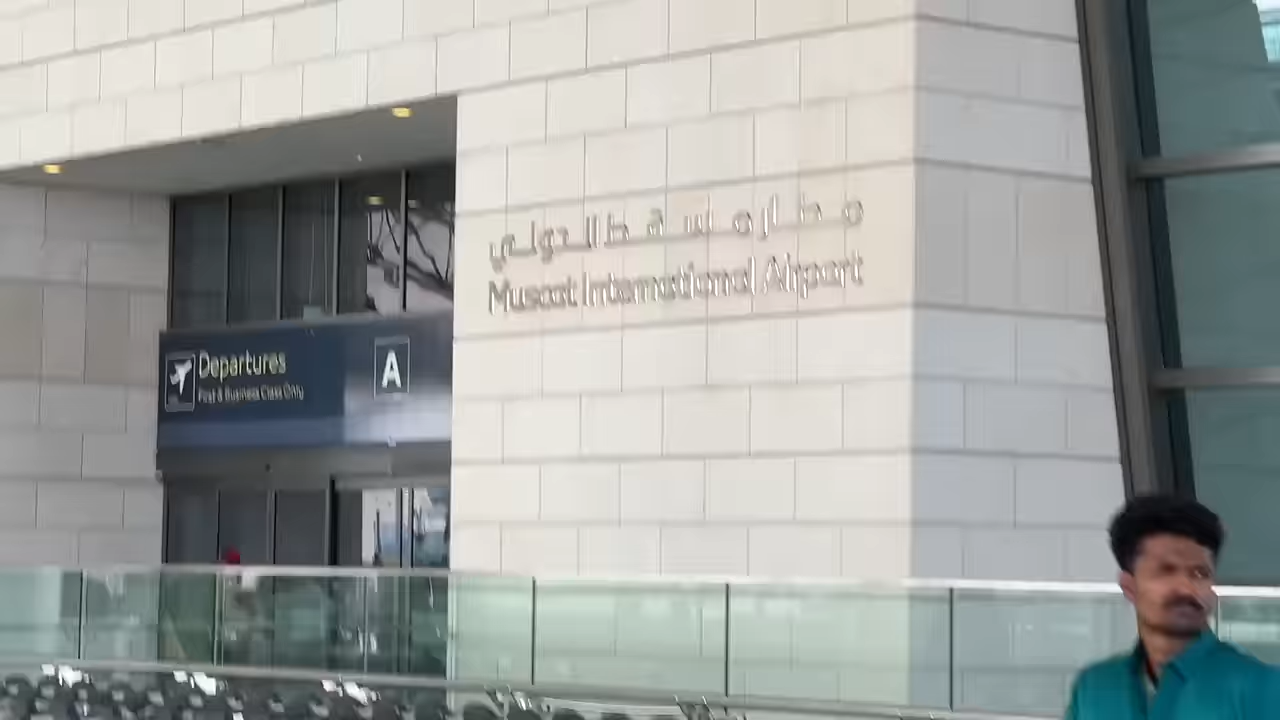 مطار مسقط الدولي
Muscat International Airport
Departures
First & Business Class Only
A